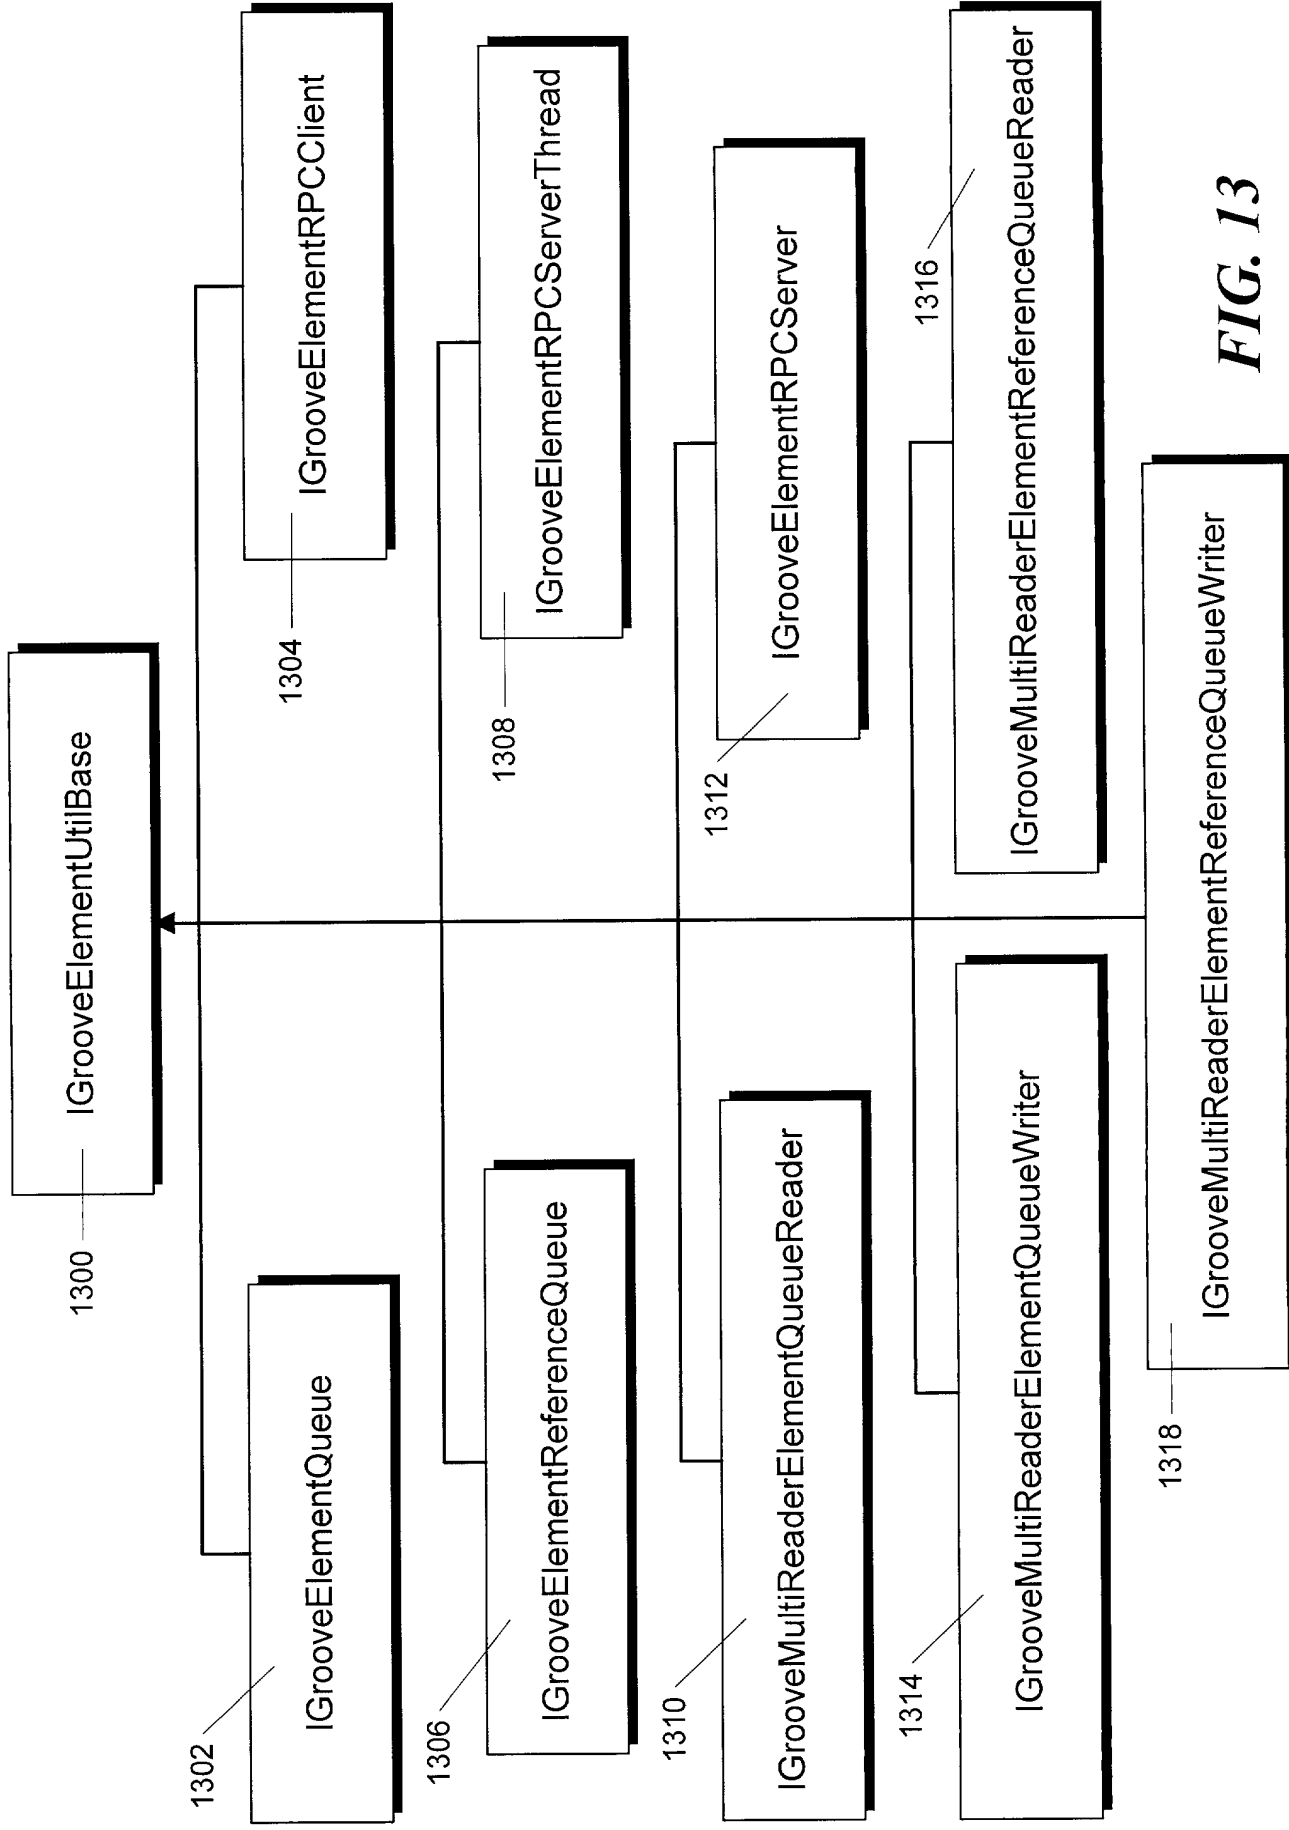 1300
IGrooveElementUtilBase
1302
IGrooveElementQueue
1304
IGrooveElementRPCClient
1306
IGrooveElementReferenceQueue
1308
IGrooveElementRPCServerThread
1310
IGrooveMultiReaderElementQueueReader
1312
IGrooveElementRPCServer
1314
IGrooveMultiReaderElementQueueWriter
1316
IGrooveMultiReaderElementReferenceQueueReader
1318
IGrooveMultiReaderElementReferenceQueueWriter
FIG. 13